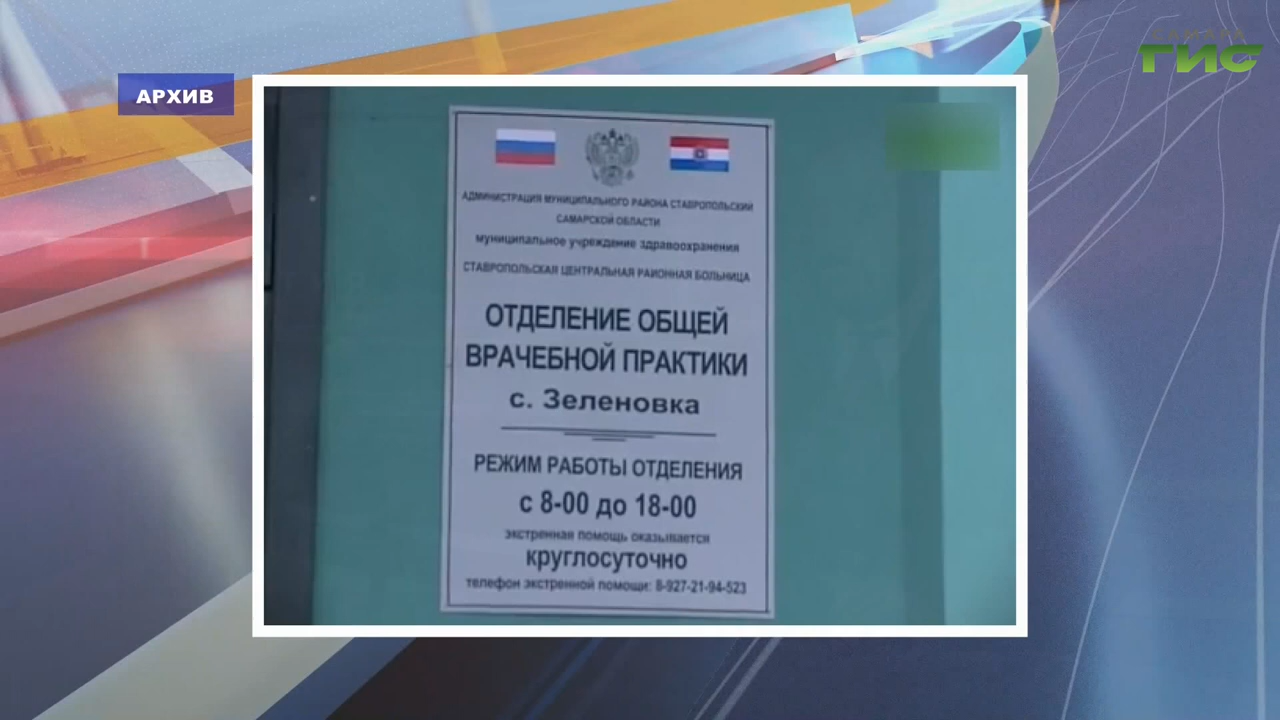 АРХИВ
САМАРА
ГИС
АДМИНИСТРАЦИЯ МУНИЦИПАЛЬНОГО РАЙОНА СТАВРОПОЛЬСКИЙ
САМАРСКОЙ ОБЛАСТИ
муниципальное учреждение здравоохранения
СТАВРОПОЛЬСКАЯ ЦЕНТРАЛЬНАЯ РАЙОННАЯ БОЛЬНИЦА
ОТДЕЛЕНИЕ ОБЩЕЙ
ВРАЧЕБНОЙ ПРАКТИКИ
с. Зеленовка
РЕЖИМ РАБОТЫ ОТДЕЛЕНИЯ
с 8-00 до 18-00
экстренная помощь оказывается
круглосуточно
телефон экстренной помощи: 8-927-21-94-523